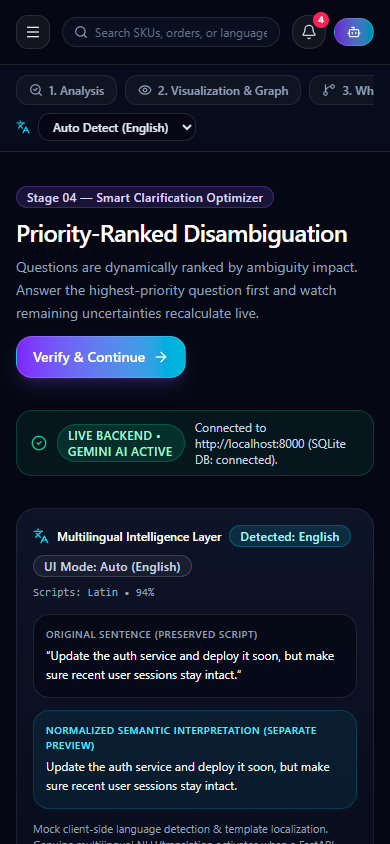 Search SKUs, orders, or language
4
1. Analysis
2. Visualization & Graph
3. Wh
Auto Detect (English)
Stage 04 — Smart Clarification Optimizer
Priority-Ranked Disambiguation
Questions are dynamically ranked by ambiguity impact.
Answer the highest-priority question first and watch
remaining uncertainties recalculate live.
Verify & Continue →
LIVE BACKEND •
GEMINI AI ACTIVE
Connected to
http://localhost:8000 (SQLite
DB: connected).
Multilingual Intelligence Layer
Detected: English
UI Mode: Auto (English)
Scripts: Latin • 94%
ORIGINAL SENTENCE (PRESERVED SCRIPT)
"Update the auth service and deploy it soon, but make
sure recent user sessions stay intact."
NORMALIZED SEMANTIC INTERPRETATION (SEPARATE
PREVIEW)
Update the auth service and deploy it soon, but make
sure recent user sessions stay intact.
Mock client-side language detection & template localization.